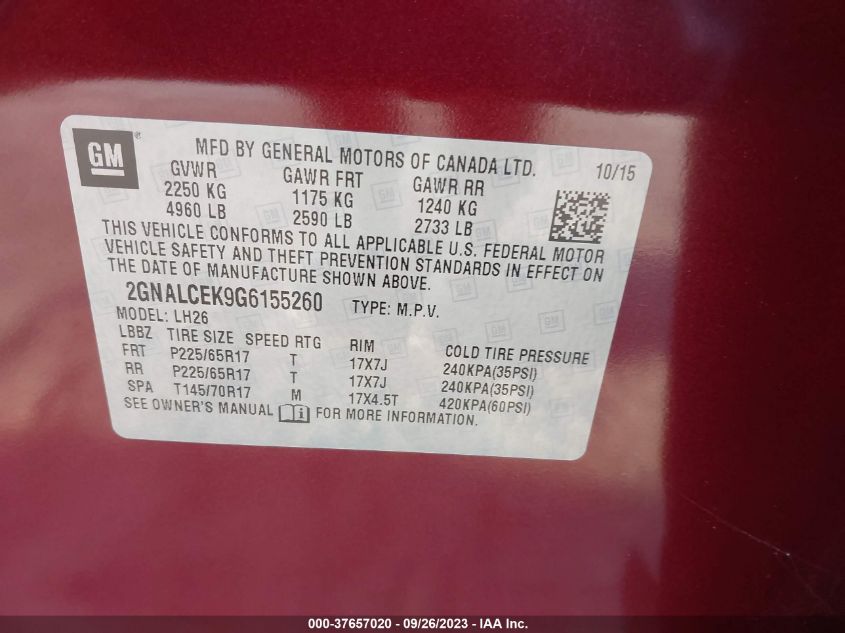 GM ® MFD BY GENERAL MOTORS OF CANADA LTD. 10/15
GVWR GAWR FRT GAWR RR
2250 KG 1175 KG 1240 KG
4960 LB 2590 LB 2733 LB
THIS VEHICLE CONFORMS TO ALL APPLICABLE U.S. FEDERAL MOTOR
VEHICLE SAFETY AND THEFT PREVENTION STANDARDS IN EFFECT ON
THE DATE OF MANUFACTURE SHOWN ABOVE.
2GNALCEK9G6155260 TYPE: M.P.V.
MODEL: LH26
LBBZ TIRE SIZE SPEED RTG RIM COLD TIRE PRESSURE
FRT P225/65R17 T 17X7J 240KPA(35PSI)
RR P225/65R17 T 17X7J 240KPA(35PSI)
SPA T145/70R17 M 17X4.5T 420KPA(60PSI)
SEE OWNER'S MANUAL i FOR MORE INFORMATION.
000-37657020 - 09/26/2023 - IAA Inc.